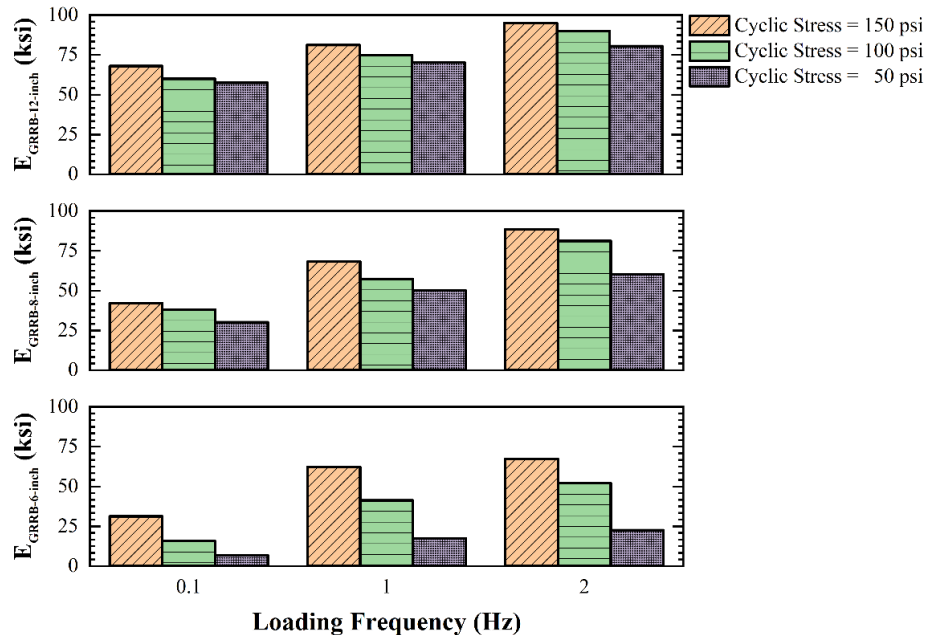 100
75
50
25
0
E_GRRB-12-inch (ksi)
Cyclic Stress = 150 psi
Cyclic Stress = 100 psi
Cyclic Stress = 50 psi
100
75
50
25
0
E_GRRB-8-inch (ksi)
100
75
50
25
0
E_GRRB-6-inch (ksi)
0.1 1 2
Loading Frequency (Hz)